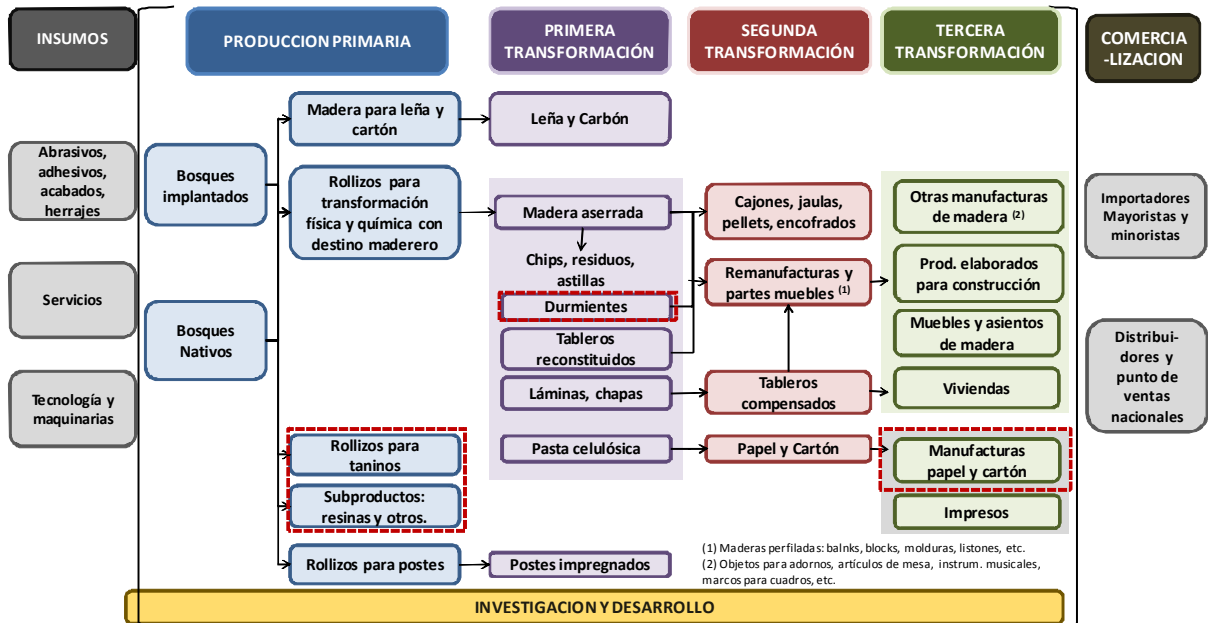 INSUMOS
PRODUCCION PRIMARIA
PRIMERA
TRANSFORMACIÓN
SEGUNDA
TRANSFORMACIÓN
TERCERA
TRANSFORMACIÓN
COMERCIA
-LIZACION
Abrasivos,
adhesivos,
acabados,
herrajes
Servicios
Tecnología y
maquinarias
Bosques
implantados
Bosques
Nativos
Madera para leña y
cartón
Rollizos para
transformación
física y química con
destino maderero
Rollizos para
taninos
Subproductos:
resinas y otros.
Rollizos para postes
Leña y Carbón
Madera aserrada
Chips, residuos,
astillas
Durmientes
Tableros
reconstituidos
Láminas, chapas
Pasta celulósica
Postes impregnados
Cajones, jaulas,
pellets, encofrados
Remanufacturas y
partes muebles (1)
Tableros
compensados
Papel y Cartón
Otras manufacturas
de madera (2)
Prod. elaborados
para construcción
Muebles y asientos
de madera
Viviendas
Manufacturas
papel y cartón
Impresos
Importadores
Mayoristas y
minoristas
Distribui-
dores y
punto de
ventas
nacionales
(1) Maderas perfiladas: balnks, blocks, molduras, listones, etc.
(2) Objetos para adornos, artículos de mesa, instrum. musicales,
marcos para cuadros, etc.
INVESTIGACION Y DESARROLLO